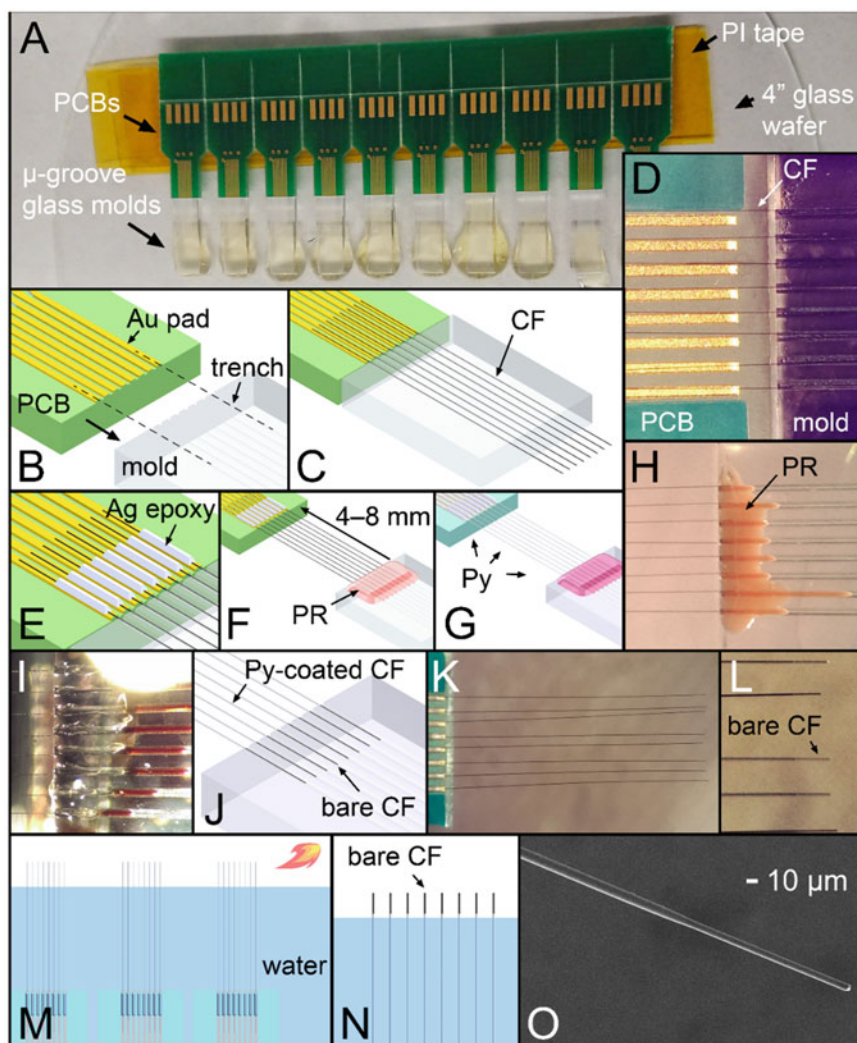 A
PI tape
PCBs
4” glass
wafer
μ-groove
glass molds
D
CF
PCB
mold
B
Au pad
trench
PCB
mold
C
CF
E
Ag epoxy
F
4–8 mm
PR
G
Py
H
PR
I
J
Py-coated CF
bare CF
K
L
bare CF
M
water
N
bare CF
O
10 μm